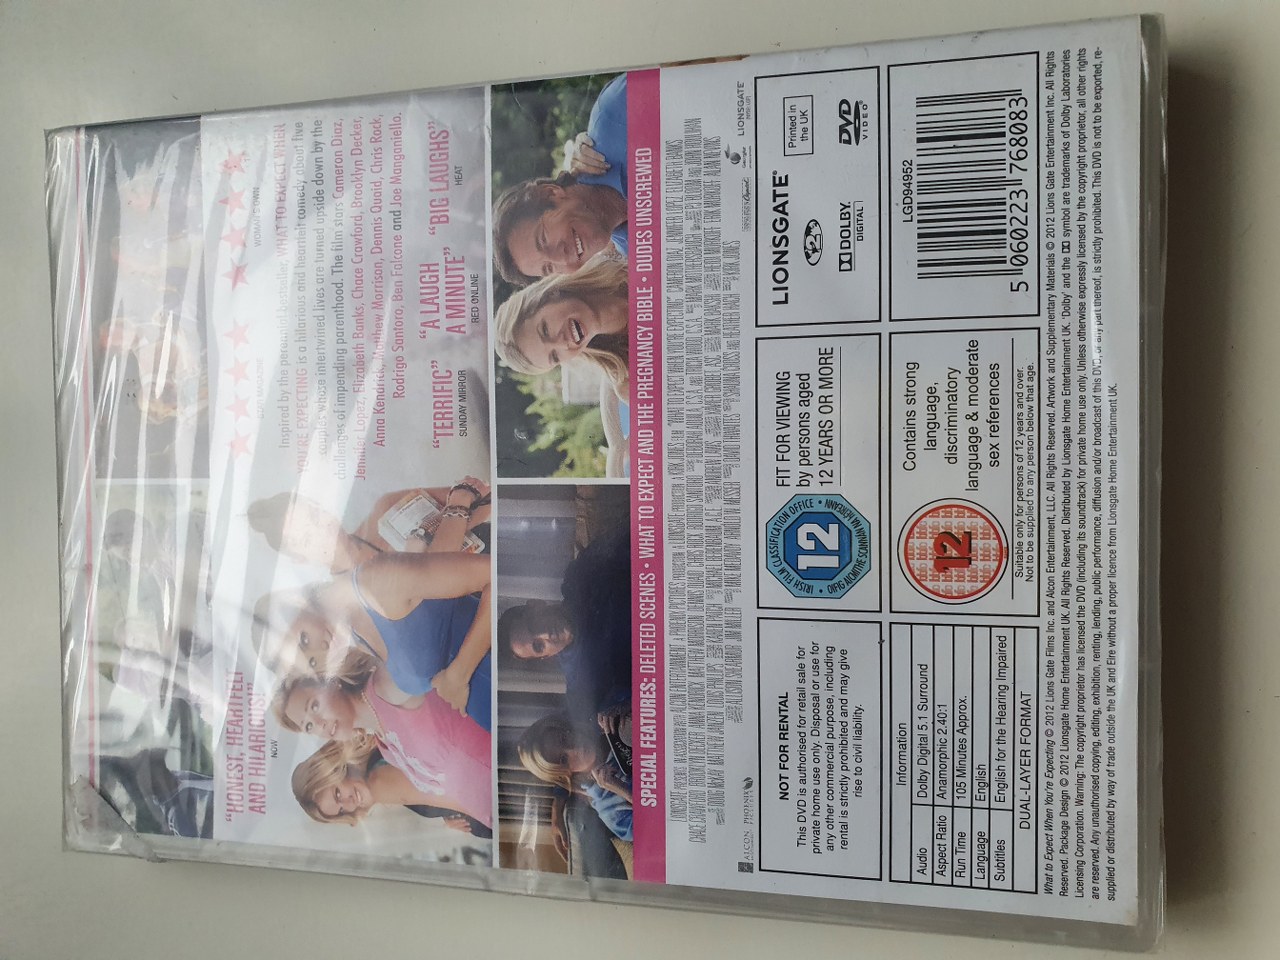 "HONEST, HEARTFELT
AND HILARIOUS!"
NOW
WOMAN'S OWN
Inspired by the perennial bestseller, WHAT TO EXPECT WHEN
YOU'RE EXPECTING is a hilarious and heartfelt comedy about five
couples whose intertwined lives are turned upside down by the
challenges of impending parenthood. The film stars Cameron Diaz,
Jennifer Lopez, Elizabeth Banks, Chace Crawford, Brooklyn Decker,
Anna Kendrick, Matthew Morrison, Dennis Quaid, Chris Rock,
Rodrigo Santoro, Ben Falcone and Joe Manganiello.
"TERRIFIC"
SUNDAY MIRROR
"A LAUGH
A MINUTE"
RED ONLINE
"BIG LAUGHS"
HEAT
SPECIAL FEATURES: DELETED SCENES • WHAT TO EXPECT AND THE PREGNANCY BIBLE • DUDES UNSCREWED
ALCON
PHOENIX
LIONSGATE
NOT FOR RENTAL
This DVD is authorised for retail sale for
private home use only. Disposal or use for
any other commercial purpose, including
rental is strictly prohibited and may give
rise to civil liability.
IRISH FILM CLASSIFICATION OFFICE
OIFIG AICMITHE SCANNÁN NA hÉIREANN
12
FIT FOR VIEWING
by persons aged
12 YEARS OR MORE
LIONSGATE
Printed in
the UK
2
DOLBY
DIGITAL
DVD
VIDEO
Information
Audio Dolby Digital 5.1 Surround
Aspect Ratio Anamorphic 2.40:1
Run Time 105 Minutes Approx.
Language English
Subtitles English for the Hearing Impaired
DUAL-LAYER FORMAT
12
Contains strong
language,
discriminatory
language & moderate
sex references
Suitable only for persons of 12 years and over.
Not to be supplied to any person below that age.
LGD94952
5 060223 768083
What to Expect When You're Expecting © 2012 Lions Gate Films Inc. and Alcon Entertainment, LLC. All Rights Reserved. Artwork and Supplementary Materials © 2012 Lions Gate Entertainment Inc. All Rights
Reserved. Package Design © 2012 Lionsgate Home Entertainment UK. All Rights Reserved. Distributed by Lionsgate Home Entertainment UK. 'Dolby' and the symbol are trademarks of Dolby Laboratories
Licensing Corporation. Warning: The copyright proprietor has licensed the DVD (including its soundtrack) for private home use only. Unless otherwise expressly licensed by the copyright proprietor, all other rights
are reserved. Any unauthorised copying, editing, exhibition, renting, lending, public performance, diffusion and/or broadcast of this DVD, or any part thereof, is strictly prohibited. This DVD is not to be exported, re-
supplied or distributed by way of trade outside the UK and Eire without a proper licence from Lionsgate Home Entertainment UK.